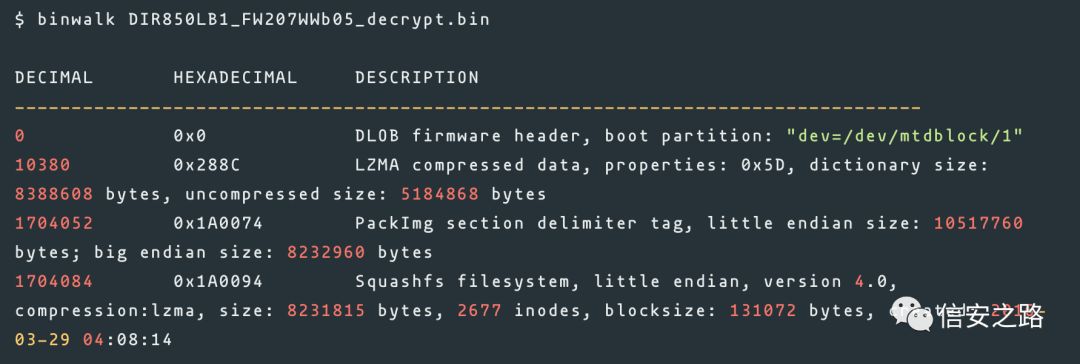 $ binwalk DIR850LB1_FW207WWb05_decrypt.bin
DECIMAL HEXADECIMAL DESCRIPTION
--------------------------------------------------------------------------------
0 0x0 DLOB firmware header, boot partition: "dev=/dev/mtdblock/1"
10380 0x288C LZMA compressed data, properties: 0x5D, dictionary size:
8388608 bytes, uncompressed size: 5184868 bytes
1704052 0x1A0074 PackImg section delimiter tag, little endian size: 10517760
bytes; big endian size: 8232960 bytes
1704084 0x1A0094 Squashfs filesystem, little endian, version 4.0,
compression:lzma, size: 8231815 bytes, 2677 inodes, blocksize: 131072 bytes,
信安之路
03-29 04:08:14